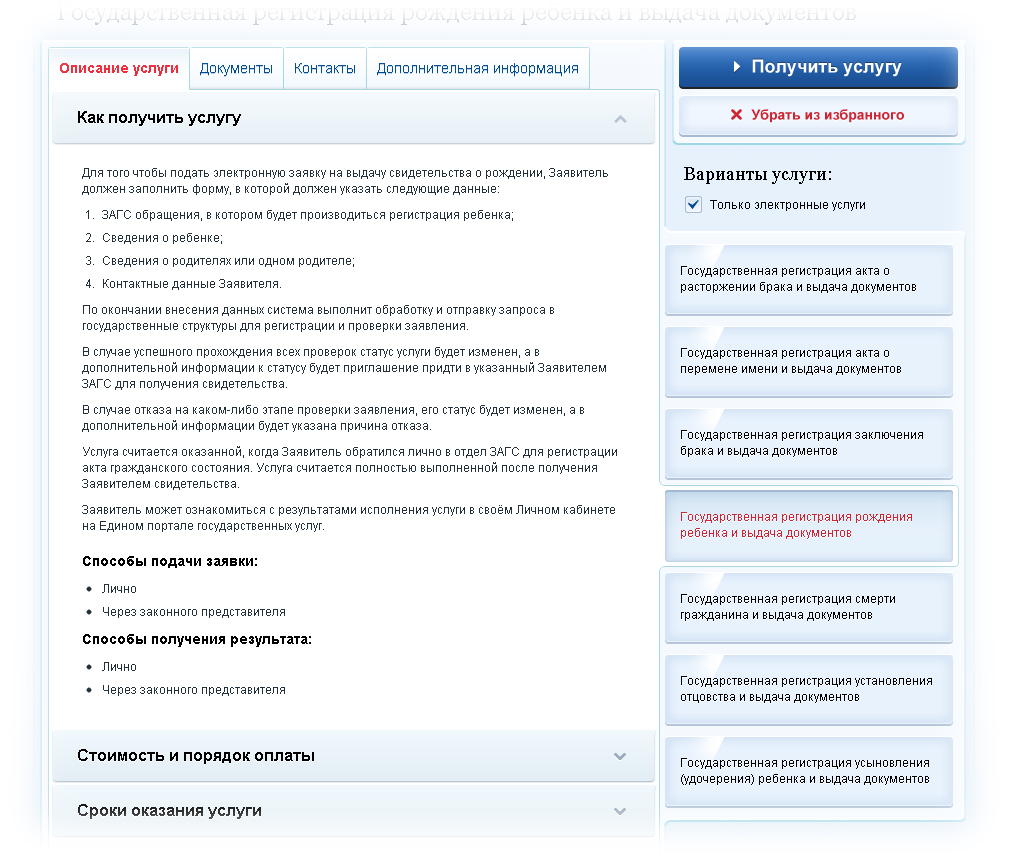 Государственная регистрация рождения ребенка и выдача документов
Описание услуги
Документы
Контакты
Дополнительная информация
Как получить услугу
Для того чтобы подать электронную заявку на выдачу свидетельства о рождении, Заявитель
должен заполнить форму, в которой должен указать следующие данные:
1. ЗАГС обращения, в котором будет производиться регистрация ребенка;
2. Сведения о ребенке;
3. Сведения о родителях или одном родителе;
4. Контактные данные Заявителя.
По окончании внесения данных система выполнит обработку и отправку запроса в
государственные структуры для регистрации и проверки заявления.
В случае успешного прохождения всех проверок статус услуги будет изменен, а в
дополнительной информации к статусу будет приглашение придти в указанный Заявителем
ЗАГС для получения свидетельства.
В случае отказа на каком-либо этапе проверки заявления, его статус будет изменен, а в
дополнительной информации будет указана причина отказа.
Услуга считается оказанной, когда Заявитель обратился лично в отдел ЗАГС для регистрации
акта гражданского состояния. Услуга считается полностью выполненной после получения
Заявителем свидетельства.
Заявитель может ознакомиться с результатами исполнения услуги в своём Личном кабинете
на Едином портале государственных услуг.
Способы подачи заявки:
• Лично
• Через законного представителя
Способы получения результата:
• Лично
• Через законного представителя
Стоимость и порядок оплаты
Сроки оказания услуги
Получить услугу
Убрать из избранного
Варианты услуги:
Только электронные услуги
Государственная регистрация акта о
расторжении брака и выдача документов
Государственная регистрация акта о
перемене имени и выдача документов
Государственная регистрация заключения
брака и выдача документов
Государственная регистрация рождения
ребенка и выдача документов
Государственная регистрация смерти
гражданина и выдача документов
Государственная регистрация установления
отцовства и выдача документов
Государственная регистрация усыновления
(удочерения) ребенка и выдача документов